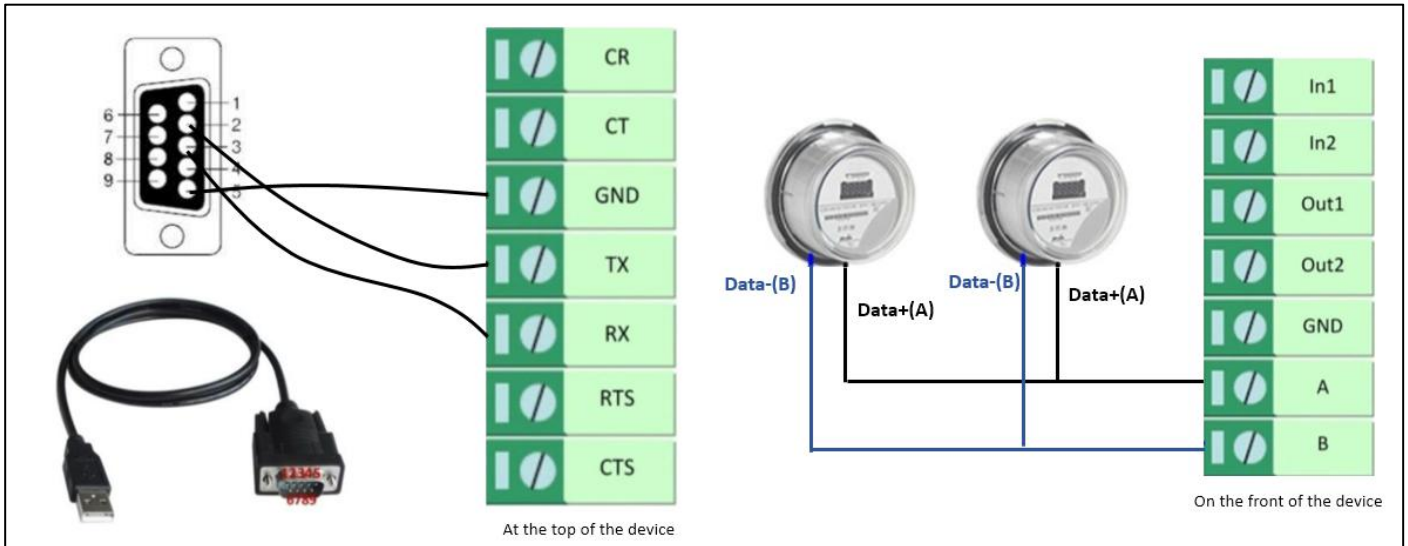 6
7
8
9
1
2
3
4
5
CR
CT
GND
TX
RX
RTS
CTS
At the top of the device
12345
6789
Data-(B)
Data+(A)
Data-(B)
Data+(A)
In1
In2
Out1
Out2
GND
A
B
On the front of the device